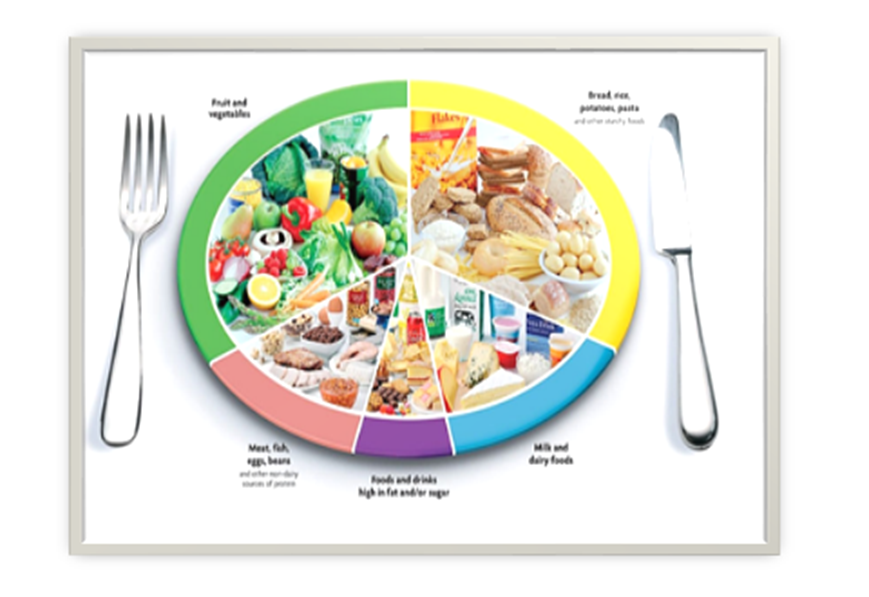 Fruit and
vegetables
Bread, rice,
potatoes, pasta
and other starchy foods
Flakes
Meat, fish,
eggs, beans
and other non-dairy
sources of protein
Foods and drinks
high in fat and/or sugar
Milk and
dairy foods